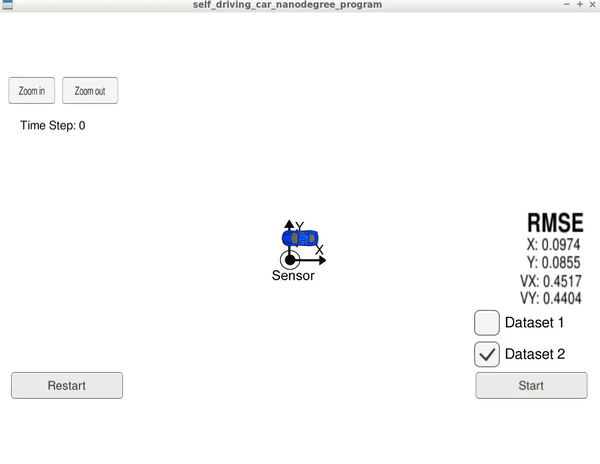 self_driving_car_nanodegree_program
Zoom in
Zoom out
Time Step: 0
Y
X
Sensor
RMSE
X: 0.0974
Y: 0.0855
VX: 0.4517
VY: 0.4404
Dataset 1
Dataset 2
Restart
Start